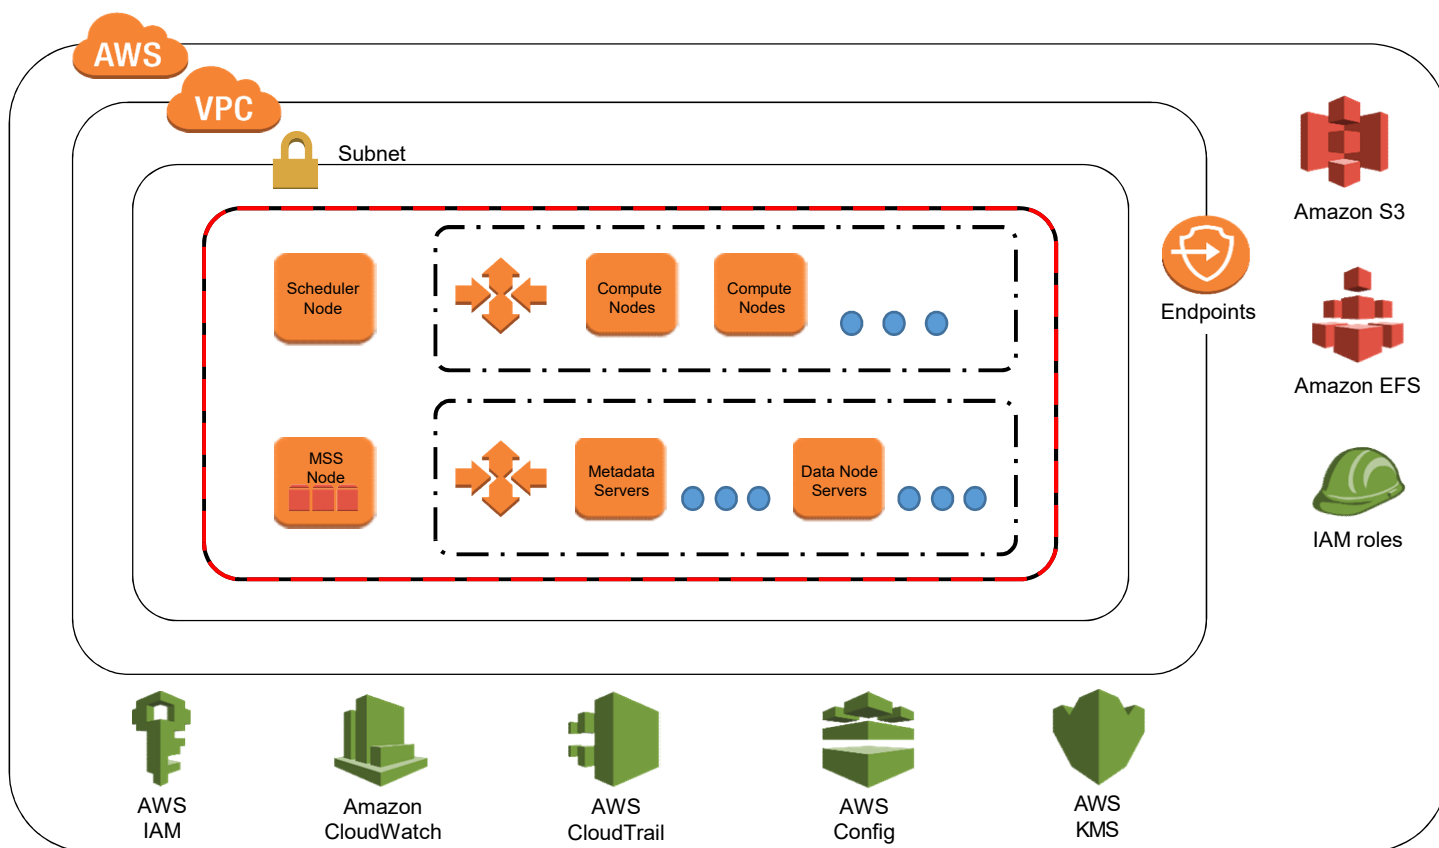 AWS
VPC
Subnet
Scheduler
Node
Compute
Nodes
Compute
Nodes
MSS
Node
Metadata
Servers
Data Node
Servers
Endpoints
Amazon S3
Amazon EFS
IAM roles
AWS
IAM
Amazon
CloudWatch
AWS
CloudTrail
AWS
Config
AWS
KMS